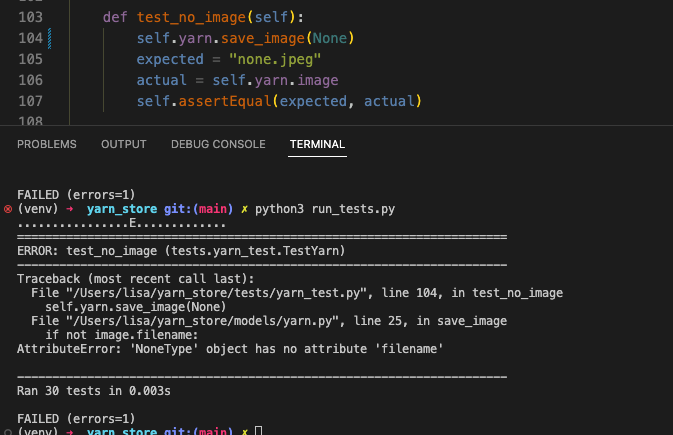 103 def test_no_image(self):
104 self.yarn.save_image(None)
105 expected = "none.jpeg"
106 actual = self.yarn.image
107 self.assertEqual(expected, actual)
108
PROBLEMS OUTPUT DEBUG CONSOLE TERMINAL
FAILED (errors=1)
(venv) ➜ yarn_store git:(main) ✗ python3 run_tests.py
................E.............
======================================================================
ERROR: test_no_image (tests.yarn_test.TestYarn)
----------------------------------------------------------------------
Traceback (most recent call last):
File "/Users/lisa/yarn_store/tests/yarn_test.py", line 104, in test_no_image
self.yarn.save_image(None)
File "/Users/lisa/yarn_store/models/yarn.py", line 25, in save_image
if not image.filename:
AttributeError: 'NoneType' object has no attribute 'filename'
----------------------------------------------------------------------
Ran 30 tests in 0.003s
FAILED (errors=1)
(venv) ➜ yarn_store git:(main) ✗